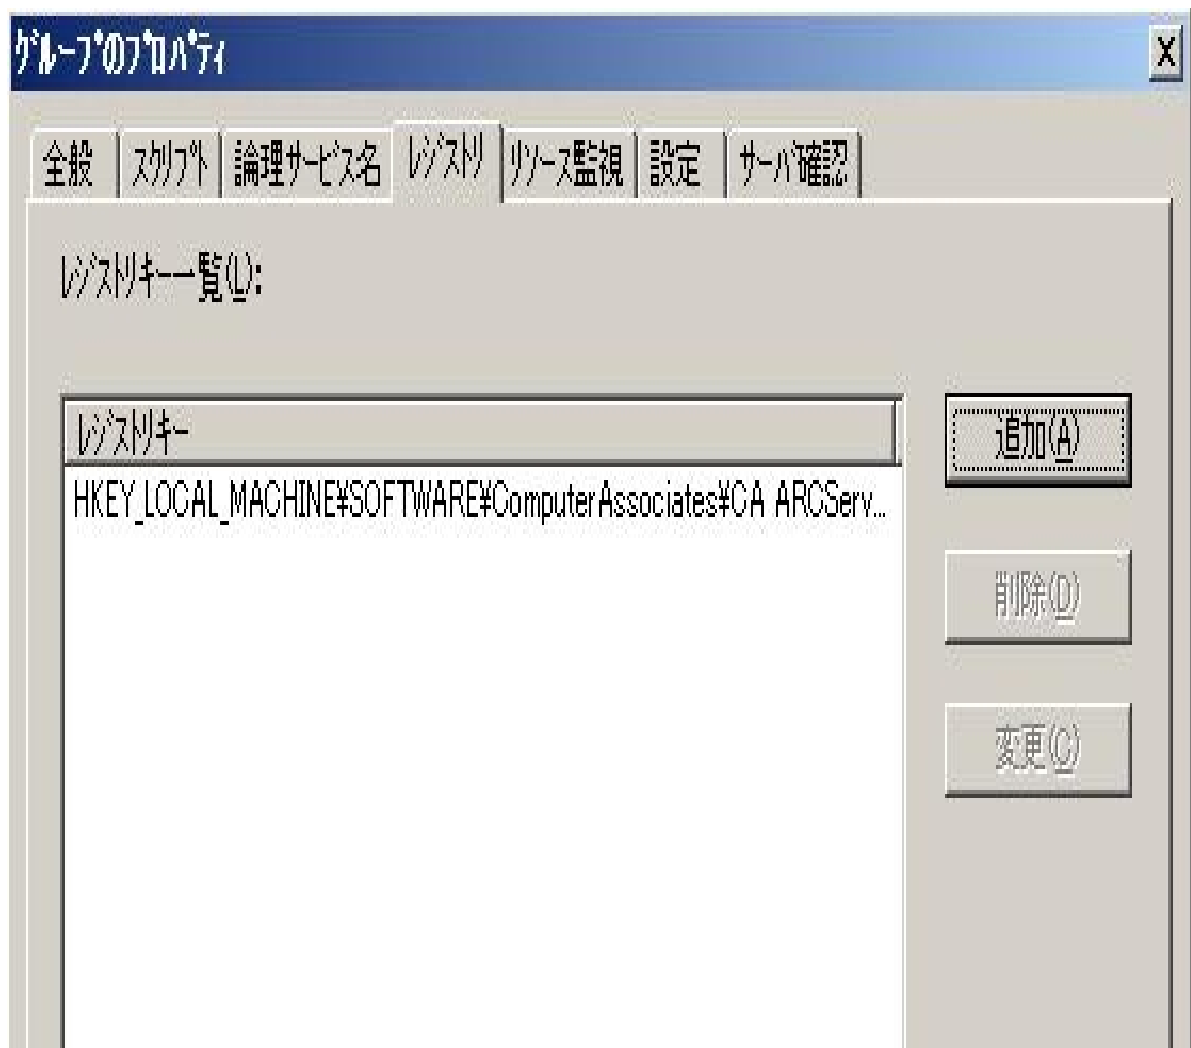 グループのプロパティ
全般 スクリプト 論理サービス名 レジストリ リソース監視 設定 サーバ確認
レジストリキー一覧(L):
レジストリキー
追加(A)
HKEY_LOCAL_MACHINE¥SOFTWARE¥ComputerAssociates¥CA ARCServ...
削除(D)
変更(C)